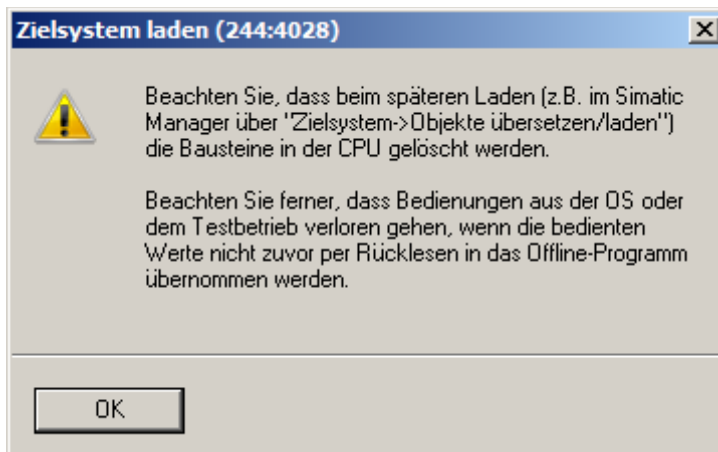 Zielsystem laden (244:4028)
Beachten Sie, dass beim späteren Laden (z.B. im Simatic
Manager über "Zielsystem->Objekte übersetzen/laden")
die Bausteine in der CPU gelöscht werden.
Beachten Sie ferner, dass Bedienungen aus der OS oder
dem Testbetrieb verloren gehen, wenn die bedienten
Werte nicht zuvor per Rücklesen in das Offline-Programm
übernommen werden.
OK